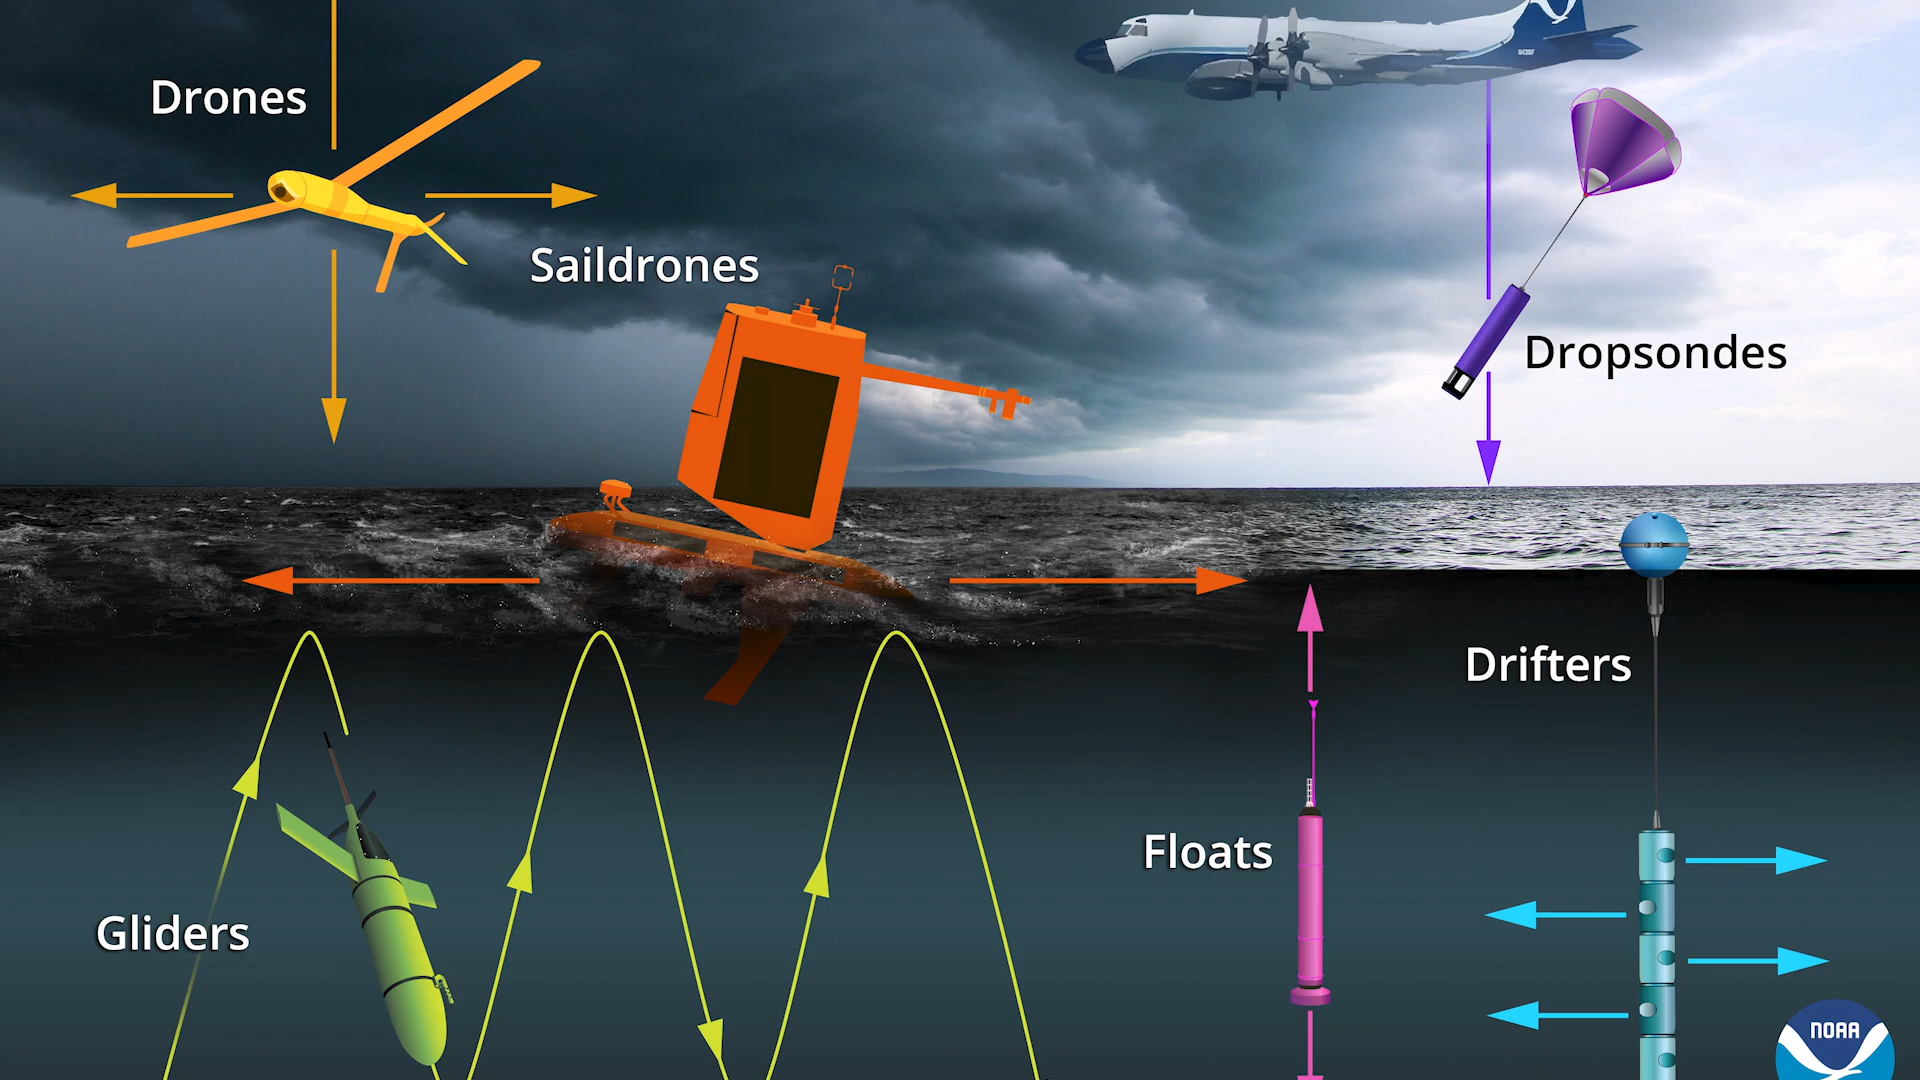 Drones
Saildrones
Dropsondes
Drifters
Floats
Gliders
NOAA